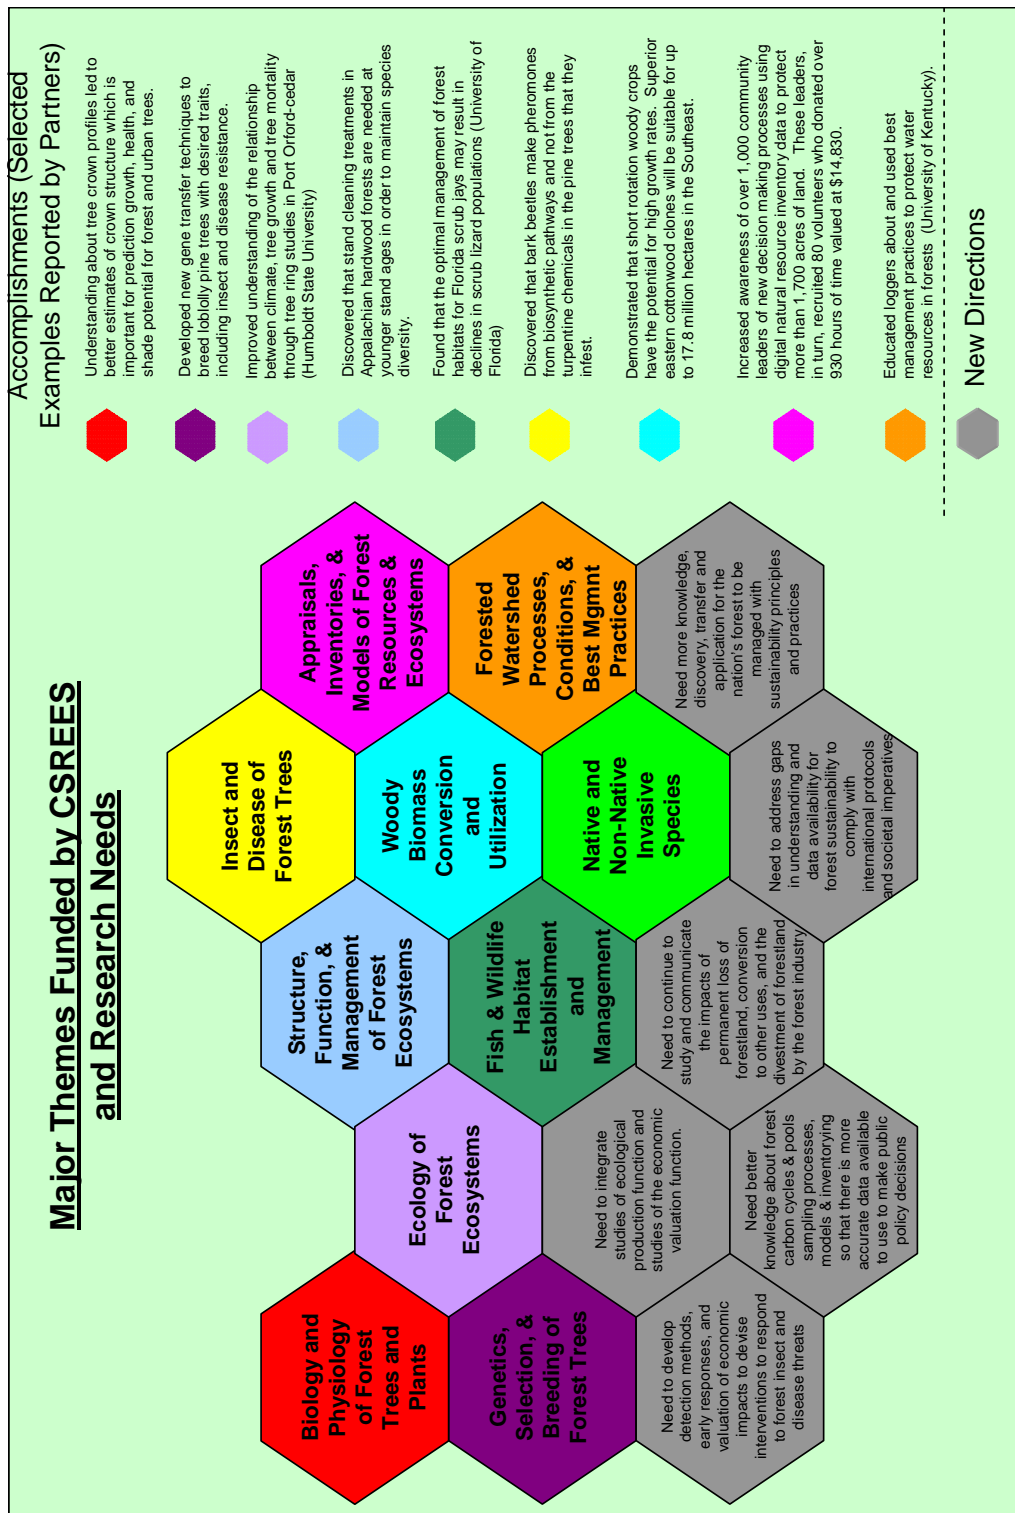 Major Themes Funded by CSREES
and Research Needs
Biology and
Physiology
of Forest
Trees and
Plants
Genetics,
Selection, &
Breeding of
Forest Trees
Need to develop
detection methods,
early responses, and
valuation of economic
impacts to devise
interventions to respond
to forest insect and
disease threats
Ecology of
Forest
Ecosystems
Need to integrate
studies of ecological
production function and
studies of the economic
valuation function.
Need better
knowledge about forest
carbon cycles & pools
sampling processes,
models & inventorying
so that there is more
accurate data available
to use to make public
policy decisions
Structure,
Function, &
Management
of Forest
Ecosystems
Fish & Wildlife
Habitat
Establishment
and
Management
Need to continue to
study and communicate
the impacts of
permanent loss of
forestland, conversion
to other uses, and the
divestment of forestland
by the forest industry
Insect and
Disease of
Forest Trees
Woody
Biomass
Conversion
and
Utilization
Native and
Non-Native
Invasive
Species
Need to address gaps
in understanding and
data availability for
forest sustainability to
comply with
international protocols
and societal imperatives
Appraisals,
Inventories, &
Models of Forest
Resources &
Ecosystems
Forested
Watershed
Processes,
Conditions, &
Best Mgmnt
Practices
Need more knowledge,
discovery, transfer and
application for the
nation's forest to be
managed with
sustainability principles
and practices
Accomplishments (Selected
Examples Reported by Partners)
Understanding about tree crown profiles led to
better estimates of crown structure which is
important for prediction growth, health, and
shade potential for forest and urban trees.
Developed new gene transfer techniques to
breed loblolly pine trees with desired traits,
including insect and disease resistance.
Improved understanding of the relationship
between climate, tree growth and tree mortality
through tree ring studies in Port Orford-cedar
(Humboldt State University)
Discovered that stand cleaning treatments in
Appalachian hardwood forests are needed at
younger stand ages in order to maintain species
diversity.
Found that the optimal management of forest
habitats for Florida scrub jays may result in
declines in scrub lizard populations (University of
Florida)
Discovered that bark beetles make pheromones
from biosynthetic pathways and not from the
turpentine chemicals in the pine trees that they
infest.
Demonstrated that short rotation woody crops
have the potential for high growth rates. Superior
eastern cottonwood clones will be suitable for up
to 17.8 million hectares in the Southeast.
Increased awareness of over 1,000 community
leaders of new decision making processes using
digital natural resource inventory data to protect
more than 1,700 acres of land. These leaders,
in turn, recruited 80 volunteers who donated over
930 hours of time valued at $14,830.
Educated loggers about and used best
management practices to protect water
resources in forests (University of Kentucky).
New Directions